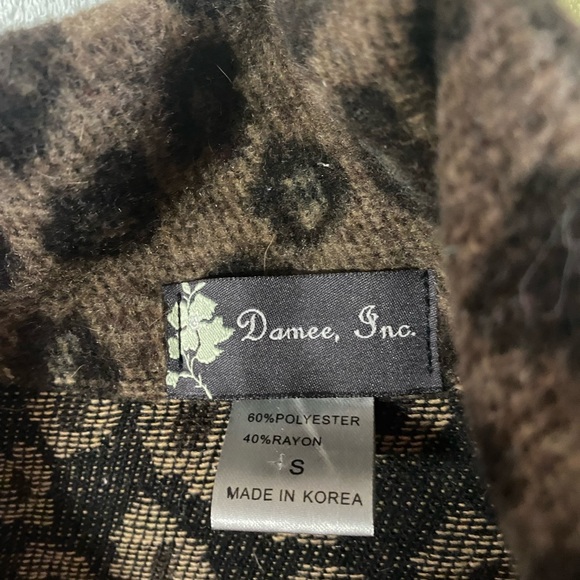 Damee, Inc.
60%POLYESTER
40%RAYON
S
MADE IN KOREA